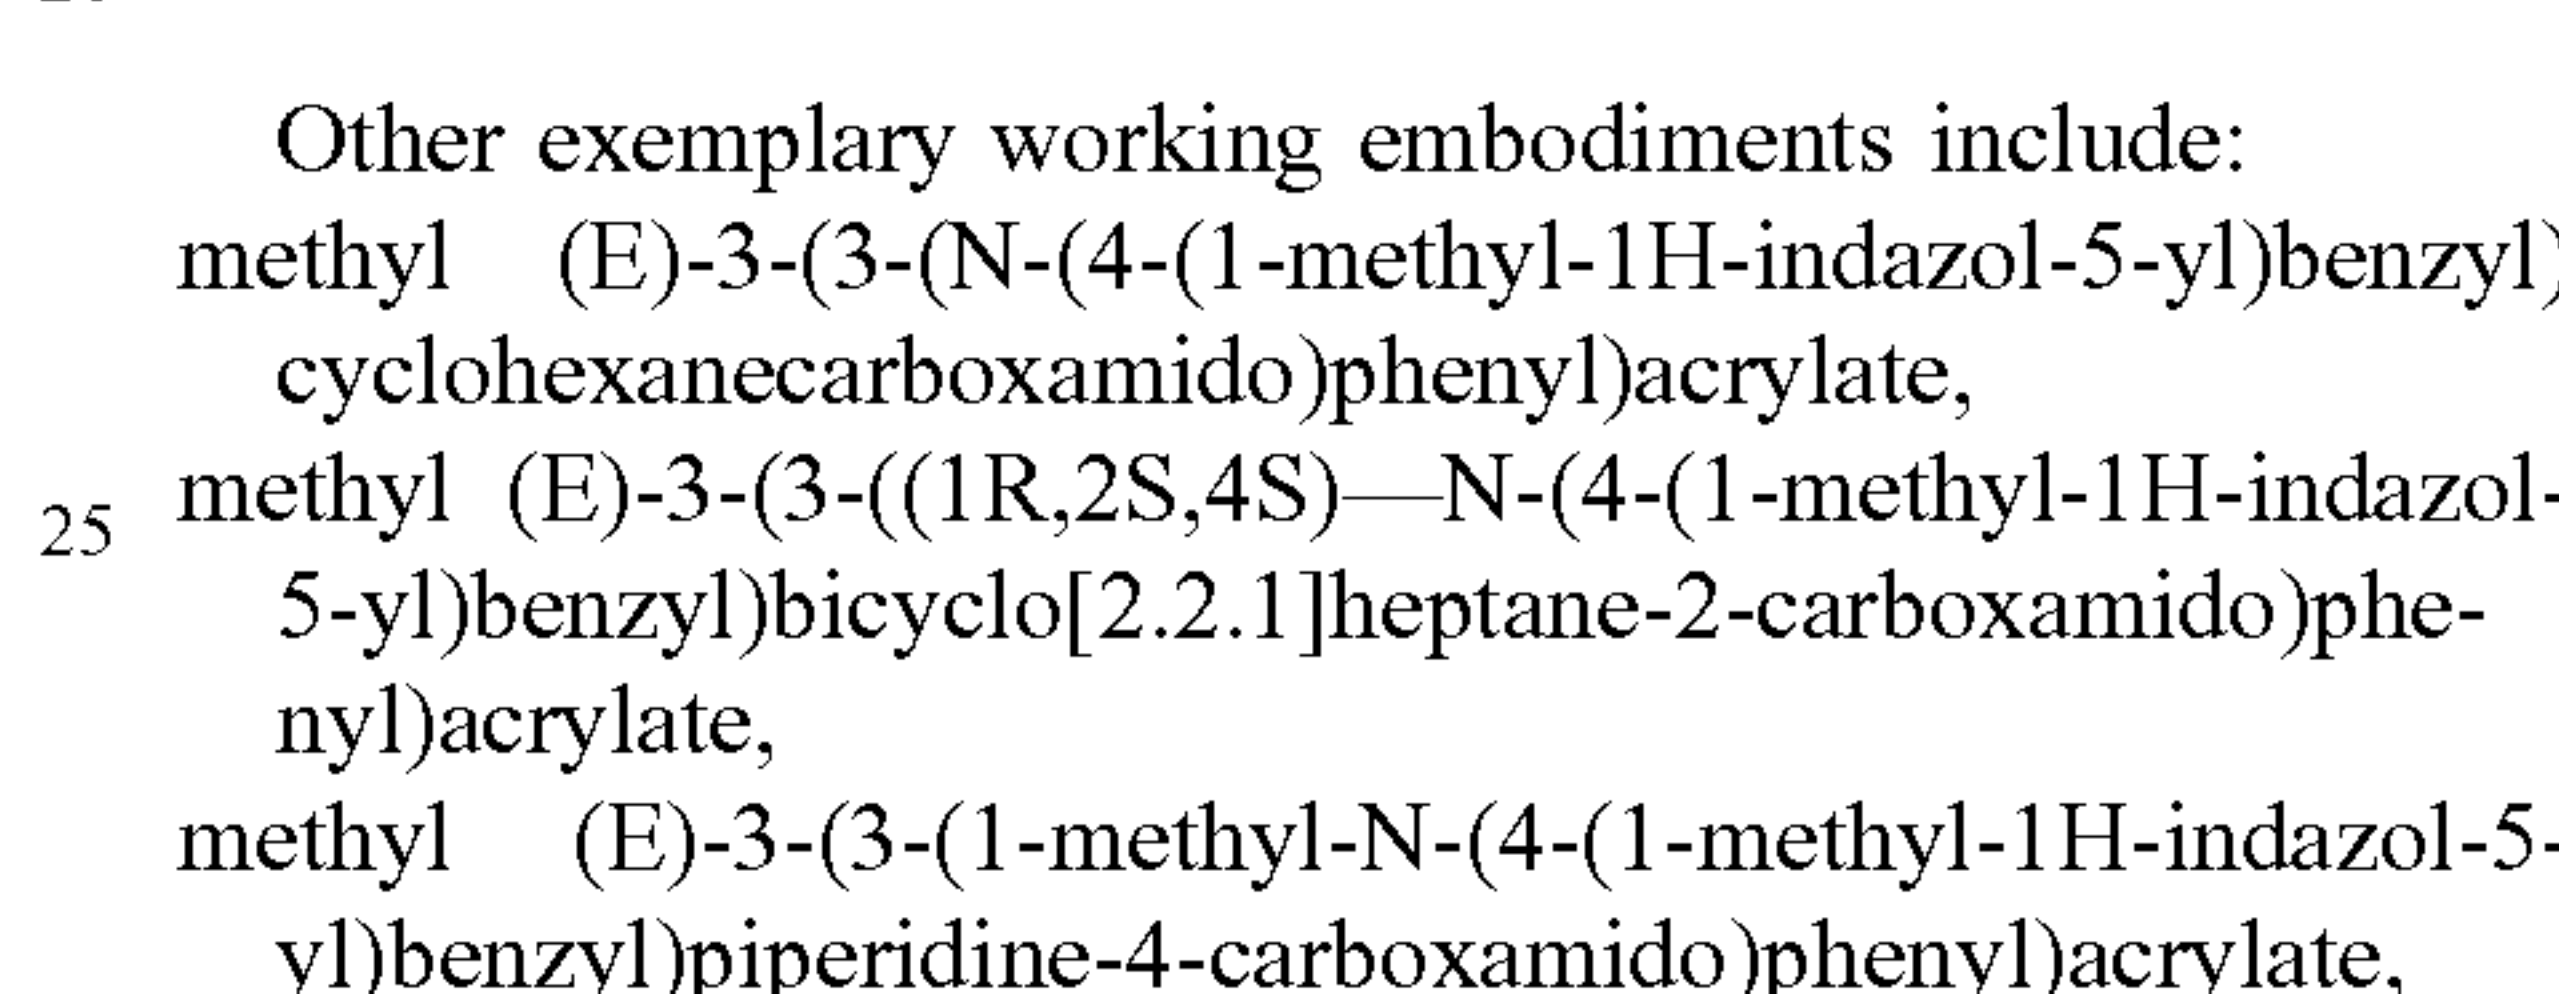 Other exemplary working embodiments include:
methyl (E)-3-(3-(N-(4-(1-methyl-1H-indazol-5-yl)benzyl)
cyclohexanecarboxamido)phenyl)acrylate,
methyl (E)-3-(3-((1R,2S,4S)—N-(4-(1-methyl-1H-indazol-
25
5-yl)benzyl)bicyclo[2.2.1]heptane-2-carboxamido)phe-
nyl)acrylate,
methyl (E)-3-(3-(1-methyl-N-(4-(1-methyl-1H-indazol-5-
yl)benzyl)piperidine-4-carboxamido)phenyl)acrylate,